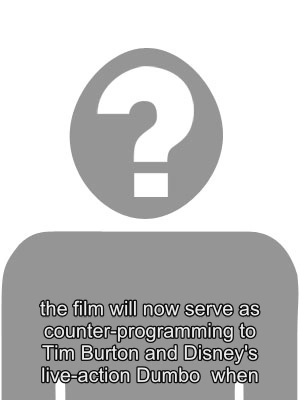 the film will now serve as
counter-programming to
Tim Burton and Disney's
live-action Dumbo  when